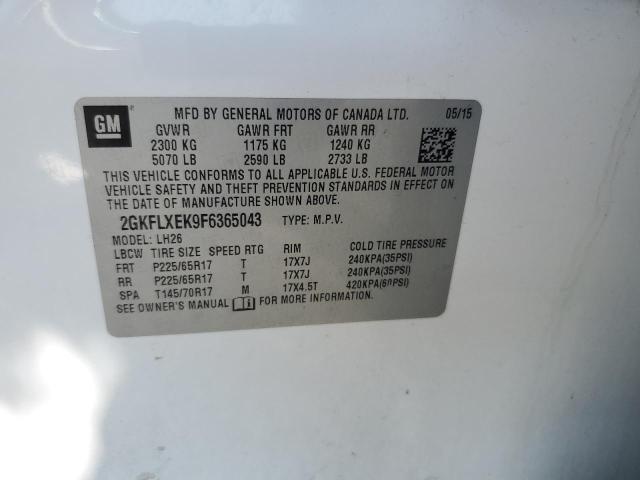 GM
MFD BY GENERAL MOTORS OF CANADA LTD. 05/15
GVWR GAWR FRT GAWR RR
2300 KG 1175 KG 1240 KG
5070 LB 2590 LB 2733 LB
THIS VEHICLE CONFORMS TO ALL APPLICABLE U.S. FEDERAL MOTOR
VEHICLE SAFETY AND THEFT PREVENTION STANDARDS IN EFFECT ON
THE DATE OF MANUFACTURE SHOWN ABOVE.
2GKFLXEK9F6365043 TYPE: M.P.V.
MODEL: LH26
LBCW TIRE SIZE SPEED RTG RIM COLD TIRE PRESSURE
FRT P225/65R17 T 17X7J 240KPA(35PSI)
RR P225/65R17 T 17X7J 240KPA(35PSI)
SPA T145/70R17 M 17X4.5T 420KPA(60PSI)
SEE OWNER'S MANUAL FOR MORE INFORMATION.